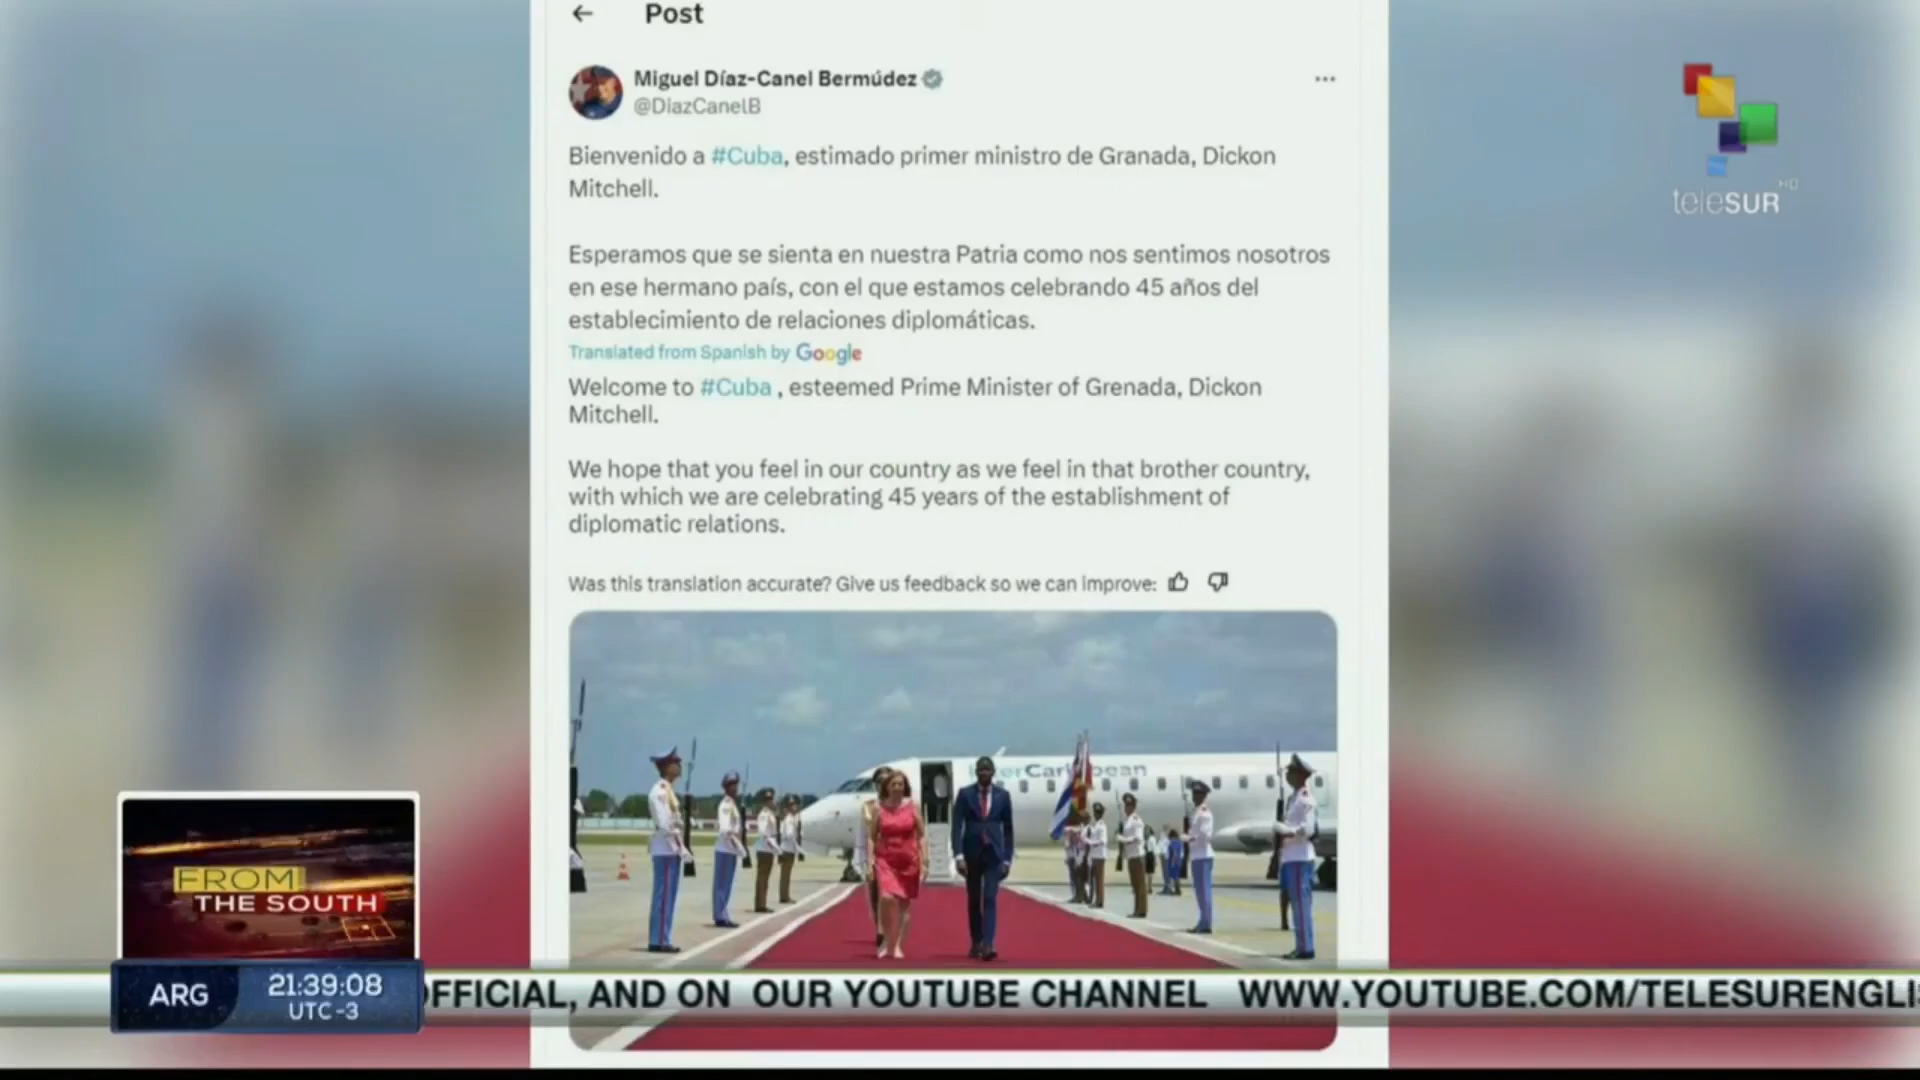 Post
Miguel Díaz-Canel Bermúdez
@DiazCanelB
Bienvenido a #Cuba, estimado primer ministro de Granada, Dickon
Mitchell.
Esperamos que se sienta en nuestra Patria como nos sentimos nosotros
en ese hermano país, con el que estamos celebrando 45 años del
establecimiento de relaciones diplomáticas.
Translated from Spanish by Google
Welcome to #Cuba , esteemed Prime Minister of Grenada, Dickon
Mitchell.
We hope that you feel in our country as we feel in that brother country,
with which we are celebrating 45 years of the establishment of
diplomatic relations.
Was this translation accurate? Give us feedback so we can improve:
teleSUR HD
FROM
THE SOUTH
ARG
21:39:08
UTC-3
OFFICIAL, AND ON OUR YOUTUBE CHANNEL WWW.YOUTUBE.COM/TELESURENGLI